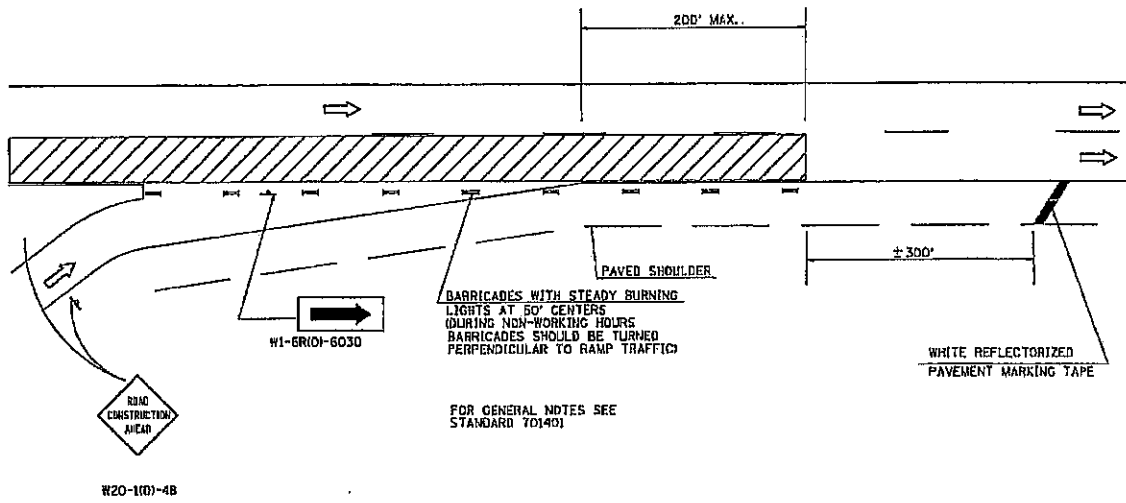 200' MAX..
±300'
PAVED SHOULDER
BARRICADES WITH STEADY BURNING
LIGHTS AT 50' CENTERS
(DURING NON-WORKING HOURS
BARRICADES SHOULD BE TURNED
PERPENDICULAR TO RAMP TRAFFIC)
W1-6R(O)-6030
WHITE REFLECTORIZED
PAVEMENT MARKING TAPE
ROAD
CONSTRUCTION
AHEAD
FOR GENERAL NOTES SEE
STANDARD 701401
W20-1(O)-48